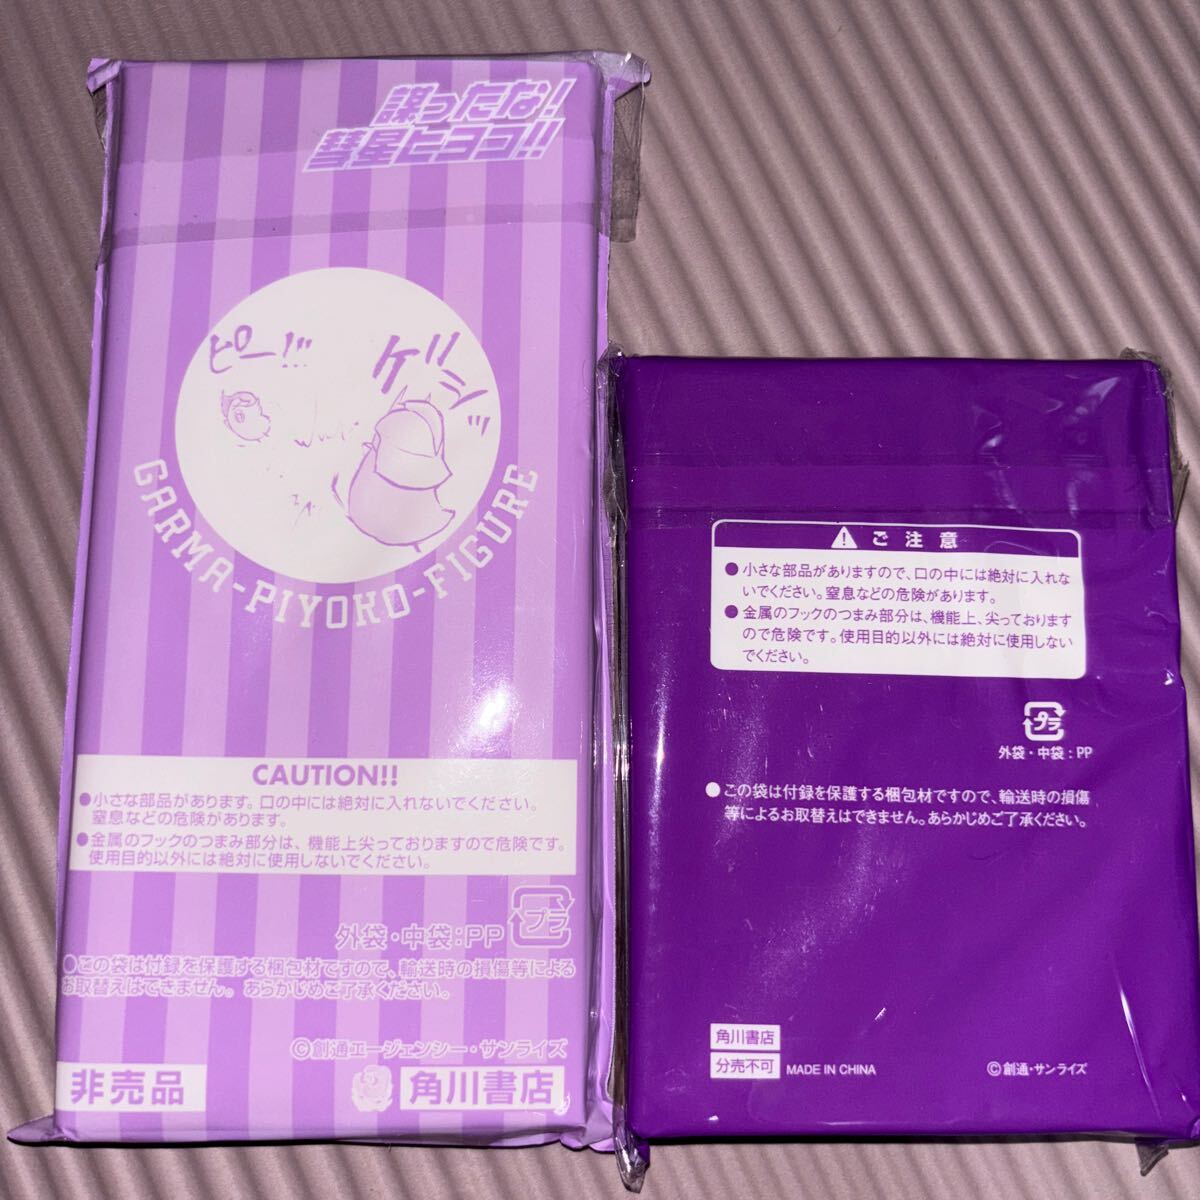 謀ったな!
彗星ヒヨコ!!
ピー!!!
ゲリラッ
GARMA-PIYOKO-FIGURE
CAUTION!!
●小さな部品があります。口の中には絶対に入れないでください。
窒息などの危険があります。
●金属のフックのつまみ部分は、機能上尖っておりますので危険です。
使用目的以外には絶対に使用しないでください。
外袋・中袋:PP
プラ
●この袋は付録を保護する梱包材ですので、輸送時の損傷等による
お取替えはできません。あらかじめご了承ください。
©創通エージェンシー・サンライズ
非売品
角川書店
ご注意
●小さな部品がありますので、口の中には絶対に入れな
いでください。窒息などの危険があります。
●金属のフックのつまみ部分は、機能上、尖っております
ので危険です。使用目的以外には絶対に使用しない
でください。
プラ
外袋・中袋:PP
●この袋は付録を保護する梱包材ですので、輸送時の損傷
等によるお取替えはできません。あらかじめご了承ください。
角川書店
分売不可 MADE IN CHINA
©創通・サンライズ